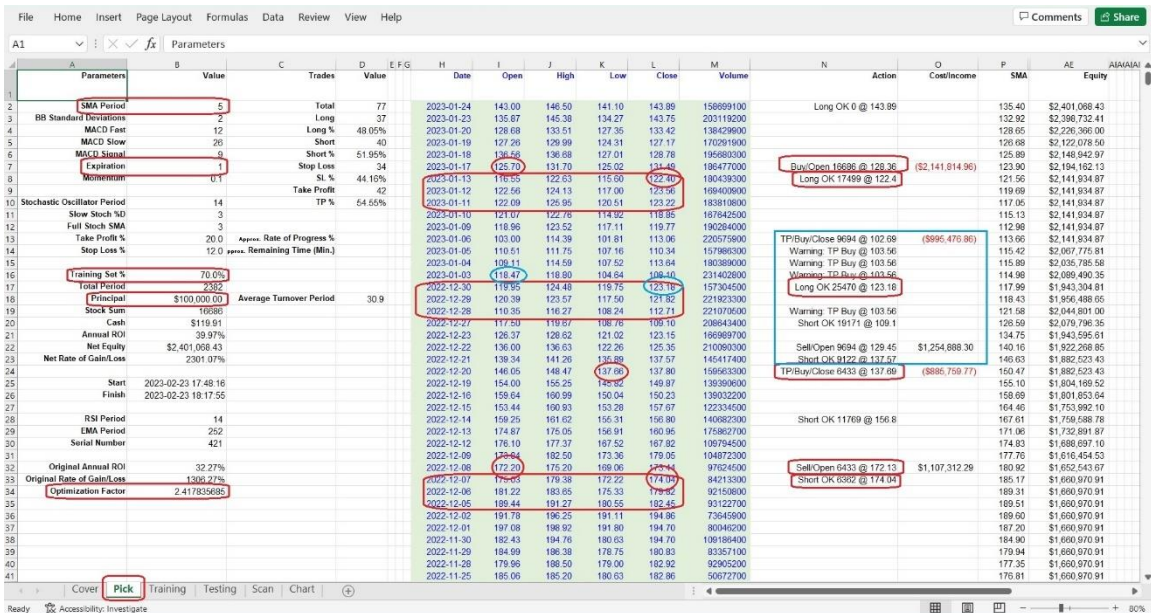 File Home Insert Page Layout Formulas Data Review View Help Comments Share
A1 fx Parameters
A B C D E F G H I J K L M N O P AE
1 Parameters Value Trades Value Date Open High Low Close Volume Action Cost/Income SMA Equity
2 SMA Period 5 Total 77 2023-01-24 143.00 146.50 141.10 143.89 158699100 Long OK 0 @ 143.89 135.40 $2,401,068.43
3 BB Standard Deviations 2 Long 37 2023-01-23 135.87 145.38 134.27 143.75 203119200 132.92 $2,398,732.41
4 MACD Fast 12 Long % 48.05% 2023-01-20 128.68 133.51 127.35 133.42 138429900 128.65 $2,226,366.00
5 MACD Slow 26 Short 40 2023-01-19 127.26 129.99 124.31 127.17 170291900 126.68 $2,122,078.50
6 MACD Signal 9 Short % 51.95% 2023-01-18 136.56 136.68 127.01 128.78 195680300 125.89 $2,148,942.97
7 Expiration 1 Stop Loss 34 2023-01-17 125.70 131.70 125.02 131.49 186477000 Buy/Open 16686 @ 128.36 ($2,141,814.96) 123.90 $2,194,162.13
8 Momentum 0.1 SL % 44.16% 2023-01-13 116.55 122.63 115.60 122.40 180439300 Long OK 17499 @ 122.4 121.56 $2,141,934.87
9 Take Profit 42 2023-01-12 122.56 124.13 117.00 123.56 169400900 119.69 $2,141,934.87
10 Stochastic Oscillator Period 14 TP % 54.55% 2023-01-11 122.09 125.95 120.51 123.22 183810800 117.05 $2,141,934.87
11 Slow Stoch %D 3 2023-01-10 121.07 122.76 114.92 118.85 167642500 115.13 $2,141,934.87
12 Full Stoch SMA 3 2023-01-09 118.96 123.52 117.11 119.77 190284000 112.98 $2,141,934.87
13 Take Profit % 20.0 Approx. Rate of Progress % 2023-01-06 103.00 114.39 101.81 113.06 220575900 TP/Buy/Close 9694 @ 102.69 ($995,476.86) 113.66 $2,141,934.87
14 Stop Loss % 12.0 Approx. Remaining Time (Min.) 2023-01-05 110.51 111.75 107.16 110.34 157986300 Warning: TP Buy @ 103.56 115.42 $2,067,775.81
15 2023-01-04 109.11 114.59 107.52 113.64 180389000 Warning: TP Buy @ 103.56 115.89 $2,035,785.58
16 Training Set % 70.0% 2023-01-03 118.47 118.80 104.64 108.10 231402800 Warning: TP Buy @ 103.56 114.98 $2,089,490.35
17 Total Period 2382 2022-12-30 119.95 124.48 119.75 123.18 157304500 Long OK 25470 @ 123.18 117.99 $1,943,304.81
18 Principal $100,000.00 Average Turnover Period 30.9 2022-12-29 120.39 123.57 117.50 121.82 221923300 118.43 $1,956,488.65
19 Stock Sum 16686 2022-12-28 110.35 116.27 108.24 112.71 221070500 Warning: TP Buy @ 103.56 121.58 $2,044,801.00
20 Cash $119.91 2022-12-27 117.50 119.67 108.76 109.10 208643400 Short OK 19171 @ 109.1 126.59 $2,079,796.35
21 Annual ROI 39.97% 2022-12-23 126.37 128.62 121.02 123.15 166989700 134.75 $1,943,595.61
22 Net Equity $2,401,068.43 2022-12-22 136.00 136.63 122.26 125.35 210090300 Sell/Open 9694 @ 129.45 $1,254,888.30 140.16 $1,922,268.85
23 Net Rate of Gain/Loss 2301.07% 2022-12-21 139.34 141.26 135.89 137.57 145417400 Short OK 9122 @ 137.57 146.63 $1,882,523.43
24 2022-12-20 146.05 148.47 137.66 137.80 159563300 TP/Buy/Close 6433 @ 137.69 ($885,759.77) 150.47 $1,882,523.43
25 Start 2023-02-23 17.48.16 2022-12-19 154.00 155.25 145.82 149.87 139390600 155.10 $1,804,169.52
26 Finish 2023-02-23 18:17:55 2022-12-16 159.64 160.99 150.04 150.23 139032200 158.69 $1,801,853.64
27 2022-12-15 153.44 160.93 153.28 157.67 122334500 164.46 $1,753,992.10
28 RSI Period 14 2022-12-14 159.25 161.62 155.31 156.80 140682300 Short OK 11769 @ 156.8 167.61 $1,759,588.78
29 EMA Period 252 2022-12-13 174.87 175.05 156.91 160.95 175862700 171.06 $1,732,891.87
30 Serial Number 421 2022-12-12 176.10 177.37 167.52 167.82 109794500 174.83 $1,688,697.10
31 2022-12-09 173.84 182.50 173.36 179.05 104872300 177.76 $1,616,454.53
32 Original Annual ROI 32.27% 2022-12-08 172.20 175.20 169.06 173.44 97624500 Sell/Open 6433 @ 172.13 $1,107,312.29 180.92 $1,652,543.67
33 Original Rate of Gain/Loss 1306.27% 2022-12-07 175.03 179.38 172.22 174.04 84213300 Short OK 6362 @ 174.04 185.17 $1,660,970.91
34 Optimization Factor 2.417835685 2022-12-06 181.22 183.65 175.33 179.82 92150800 189.31 $1,660,970.91
35 2022-12-05 189.44 191.27 180.55 182.45 93122700 189.51 $1,660,970.91
36 2022-12-02 191.78 196.25 191.11 194.86 73645900 189.60 $1,660,970.91
37 2022-12-01 197.08 198.92 191.80 194.70 80046200 187.20 $1,660,970.91
38 2022-11-30 182.43 194.76 180.63 194.70 109186400 184.90 $1,660,970.91
39 2022-11-29 184.99 186.38 178.75 180.83 83357100 179.94 $1,660,970.91
40 2022-11-28 179.96 188.50 179.00 182.92 92905200 177.35 $1,660,970.91
41 2022-11-25 185.06 185.20 180.63 182.86 50672700 176.81 $1,660,970.91
Cover Pick Training Testing Scan Chart
Ready Accessibility: Investigate 80%